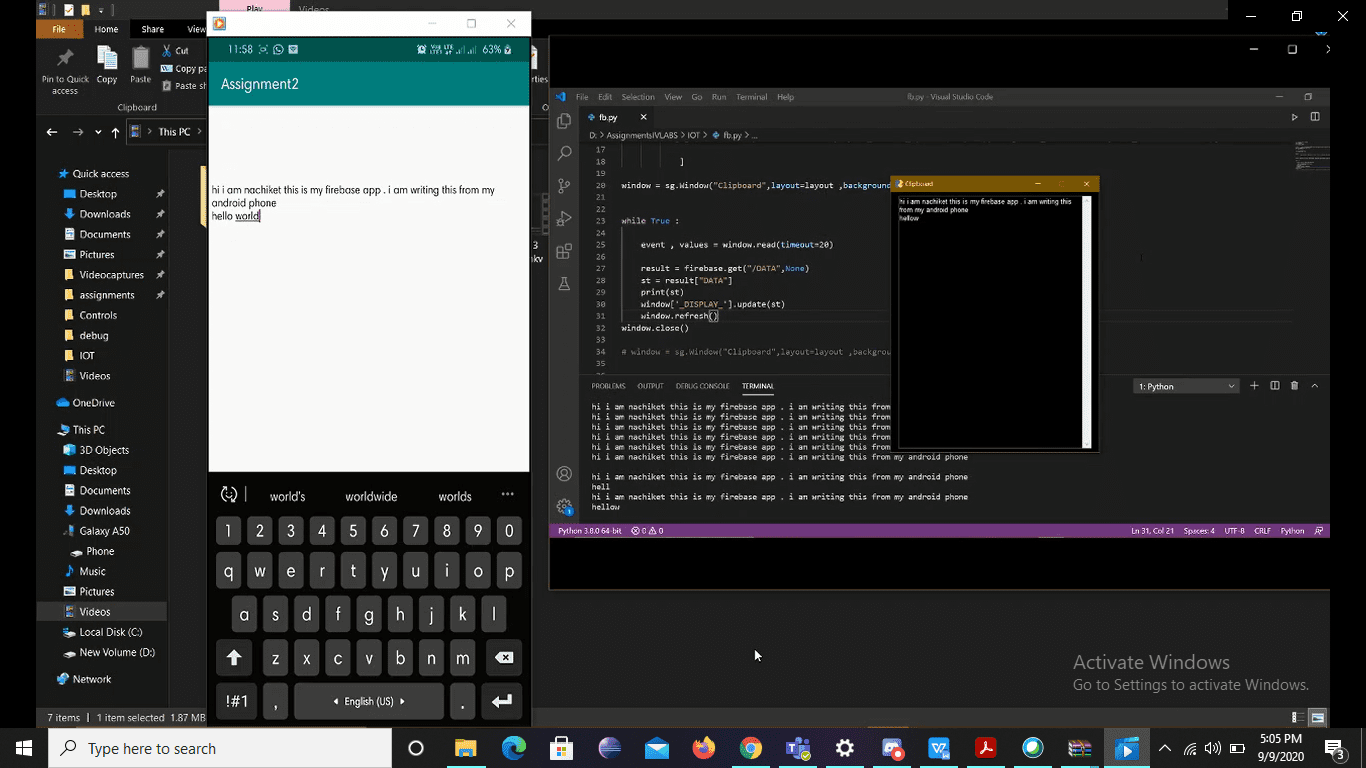 Play
Videos
File
Home
Share
View
Pin to Quick
access
Copy
Paste
Cut
Copy pa
Paste sh
Clipboard
rties
This PC
Quick access
Desktop
Downloads
Documents
Pictures
Videocaptures
assignments
Controls
debug
IOT
Videos
OneDrive
This PC
3D Objects
Desktop
Documents
Downloads
Galaxy A50
Phone
Music
Pictures
Videos
Local Disk (C:)
New Volume (D:)
Network
7 items
1 item selected 1.87 MB
3
kv
11:58
63%
Assignment2
hi i am nachiket this is my firebase app . i am writing this from my
android phone
hello world
world's
worldwide
worlds
1 2 3 4 5 6 7 8 9 0
q w e r t y u i o p
a s d f g h j k l
z x c v b n m
!#1 , English (US) .
File Edit Selection View Go Run Terminal Help
fb.py - Visual Studio Code
fb.py
D: > AssignmentsIVLABS > IOT > fb.py > ...
17
18 ]
19
20 window = sg.Window("Clipboard",layout=layout ,background
22
23 while True :
24
25 event , values = window.read(timeout=20)
27 result = firebase.get("/DATA",None)
28 st = result["DATA"]
29 print(st)
30 window['_DISPLAY_'].update(st)
31 window.refresh()
32 window.close()
33
34 # window = sg.Window("Clipboard",layout=layout ,backgrou
35
PROBLEMS OUTPUT DEBUG CONSOLE TERMINAL
1: Python
hi i am nachiket this is my firebase app . i am writing this from
hi i am nachiket this is my firebase app . i am writing this from
hi i am nachiket this is my firebase app . i am writing this from
hi i am nachiket this is my firebase app . i am writing this from
hi i am nachiket this is my firebase app . i am writing this from
hi i am nachiket this is my firebase app . i am writing this from my android phone
hi i am nachiket this is my firebase app . i am writing this from my android phone
hell
hi i am nachiket this is my firebase app . i am writing this from my android phone
hellow
Python 3.8.0 64-bit
0
0
Ln 31, Col 21 Spaces: 4 UTF-8 CRLF Python
Clipboard
hi i am nachiket this is my firebase app . i am writing this
from my android phone
hellow
Activate Windows
Go to Settings to activate Windows.
Type here to search
5:05 PM
9/9/2020
3